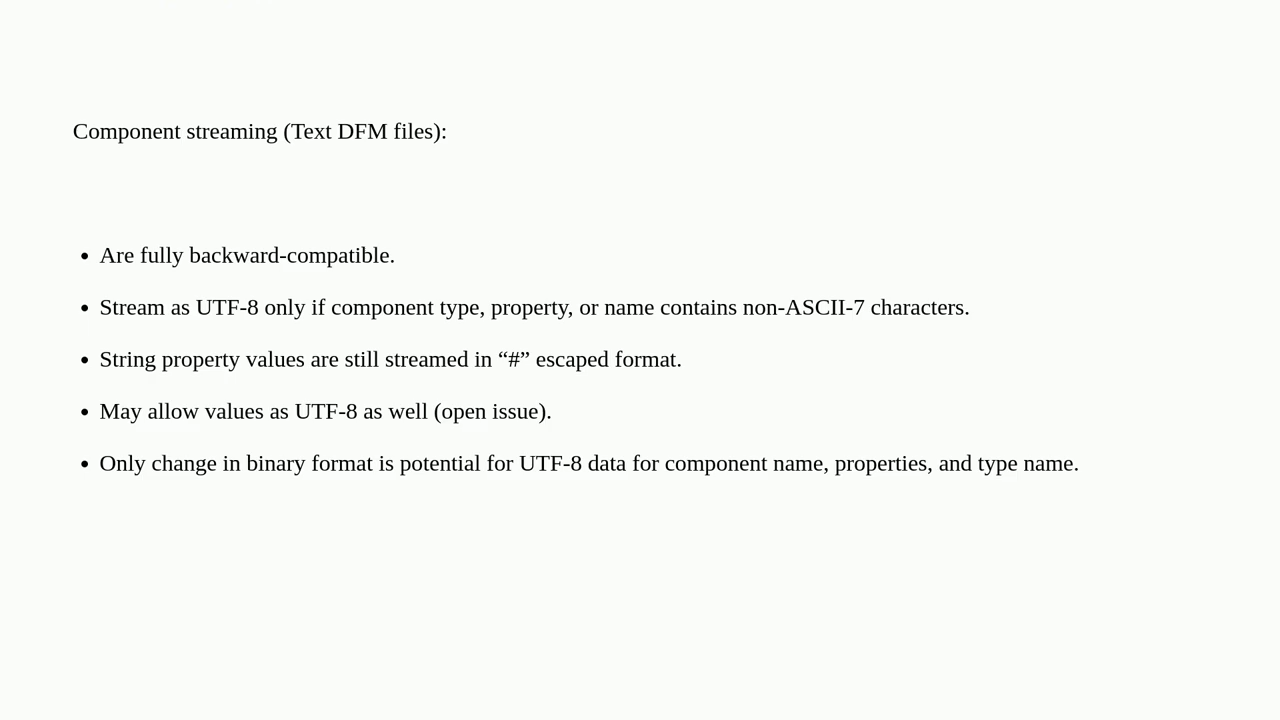 Component streaming (Text DFM files):
• Are fully backward-compatible.
• Stream as UTF-8 only if component type, property, or name contains non-ASCII-7 characters.
• String property values are still streamed in “#” escaped format.
• May allow values as UTF-8 as well (open issue).
• Only change in binary format is potential for UTF-8 data for component name, properties, and type name.